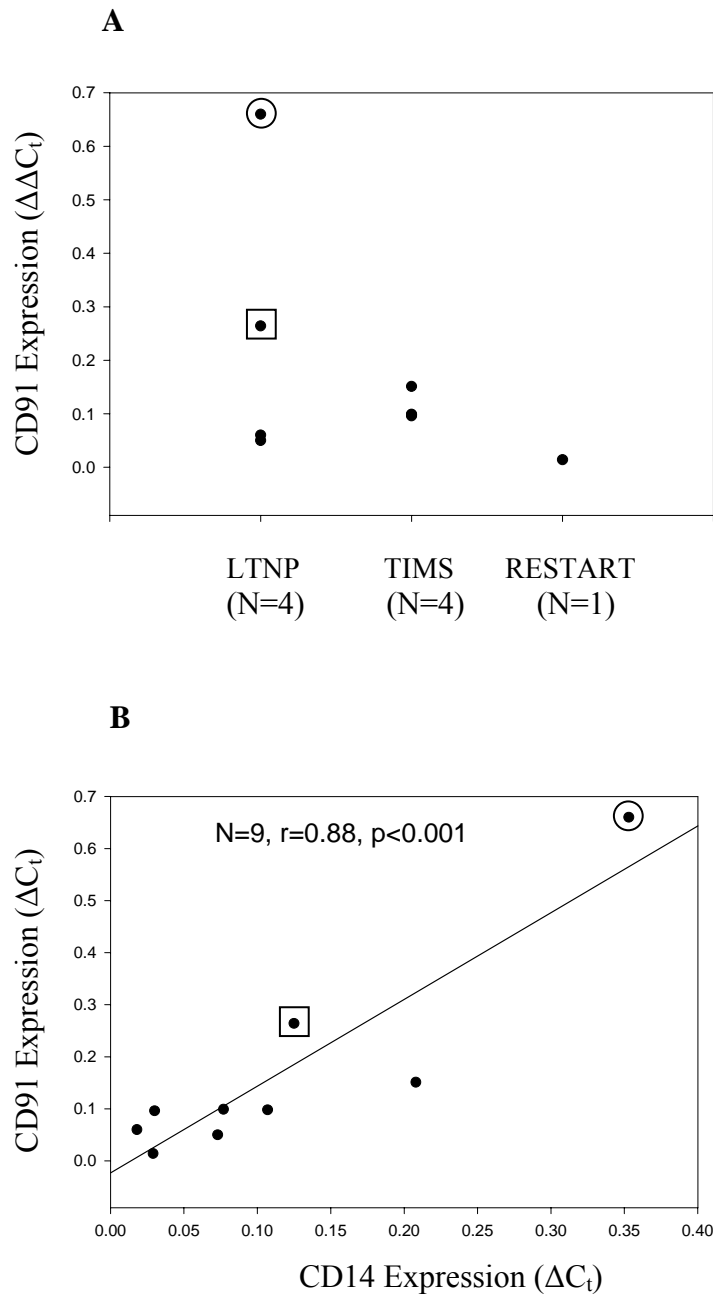 A
CD91 Expression (ΔΔCt)
0.7
0.6
0.5
0.4
0.3
0.2
0.1
0.0
LTNP TIMS RESTART
(N=4) (N=4) (N=1)
B
CD91 Expression (ΔCt)
N=9, r=0.88, p<0.001
0.7
0.6
0.5
0.4
0.3
0.2
0.1
0.0
0.00 0.05 0.10 0.15 0.20 0.25 0.30 0.35 0.40
CD14 Expression (ΔCt)